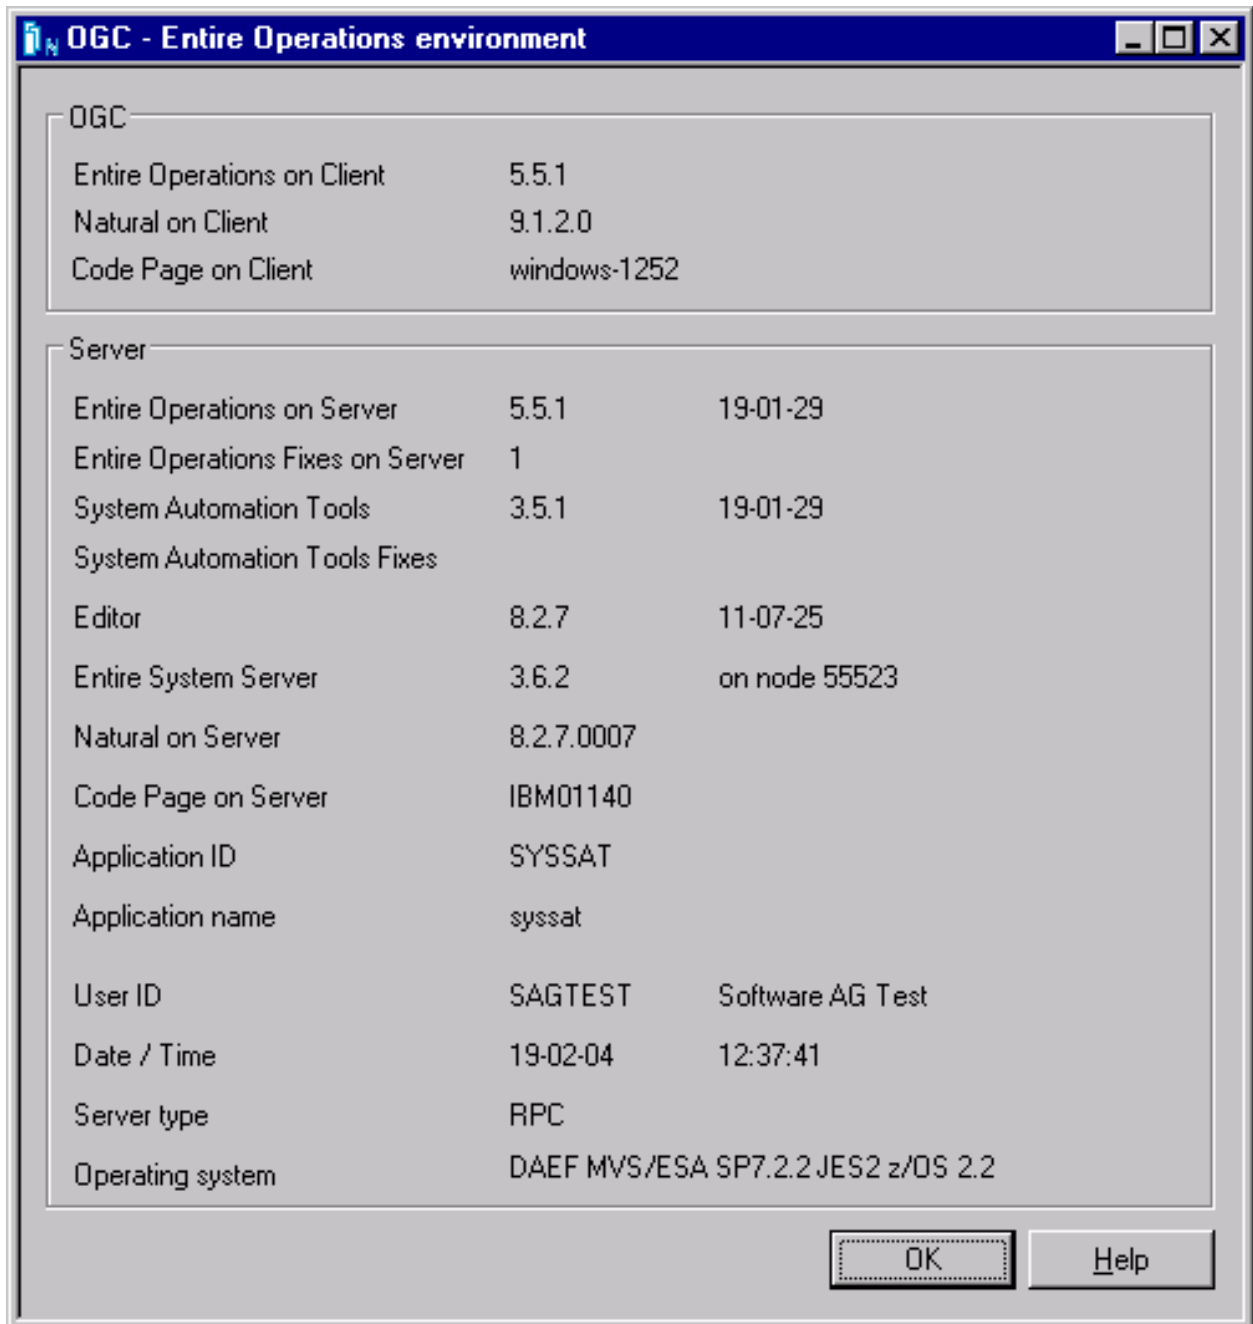 OGC - Entire Operations environment
OGC
Entire Operations on Client 5.5.1
Natural on Client 9.1.2.0
Code Page on Client windows-1252
Server
Entire Operations on Server 5.5.1 19-01-29
Entire Operations Fixes on Server 1
System Automation Tools 3.5.1 19-01-29
System Automation Tools Fixes
Editor 8.2.7 11-07-25
Entire System Server 3.6.2 on node 55523
Natural on Server 8.2.7.0007
Code Page on Server IBM01140
Application ID SYSSAT
Application name syssat
User ID SAGTEST Software AG Test
Date / Time 19-02-04 12:37:41
Server type RPC
Operating system DAEF MVS/ESA SP7.2.2 JES2 z/OS 2.2
OK Help